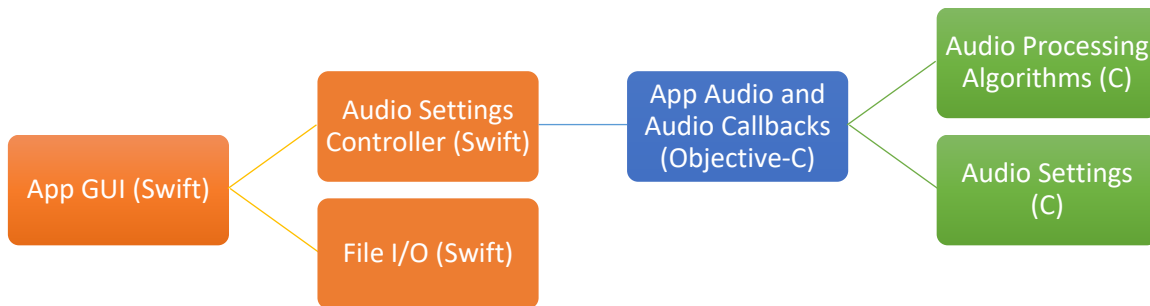 App GUI (Swift)
Audio Settings
Controller (Swift)
File I/O (Swift)
App Audio and
Audio Callbacks
(Objective-C)
Audio Processing
Algorithms (C)
Audio Settings
(C)